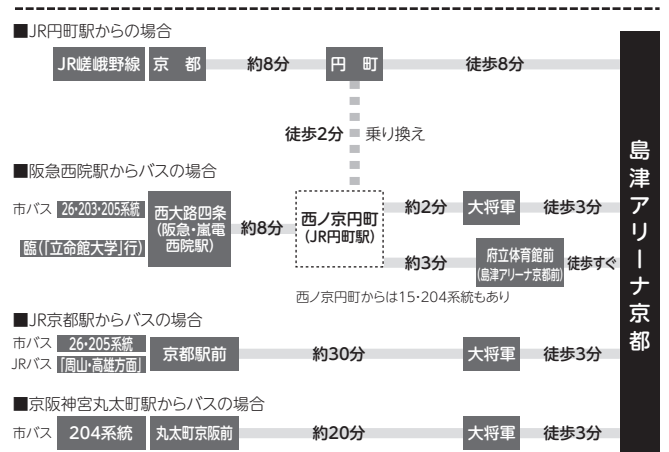 ■JR円町駅からの場合
JR嵯峨野線 京都 約8分 円町 徒歩8分
徒歩2分 乗り換え
■阪急西院駅からバスの場合
市バス 26・203・205系統
臨(「立命館大学」行)
西大路四条
(阪急・嵐電
西院駅)
約8分
西ノ京円町
(JR円町駅)
約2分 大将軍 徒歩3分
約3分 府立体育館前
(島津アリーナ京都前)
徒歩すぐ
西ノ京円町からは15・204系統もあり
■JR京都駅からバスの場合
市バス 26・205系統
JRバス 「周山・高雄方面」
京都駅前 約30分 大将軍 徒歩3分
■京阪神宮丸太町駅からバスの場合
市バス 204系統 丸太町京阪前 約20分 大将軍 徒歩3分
島津アリーナ京都